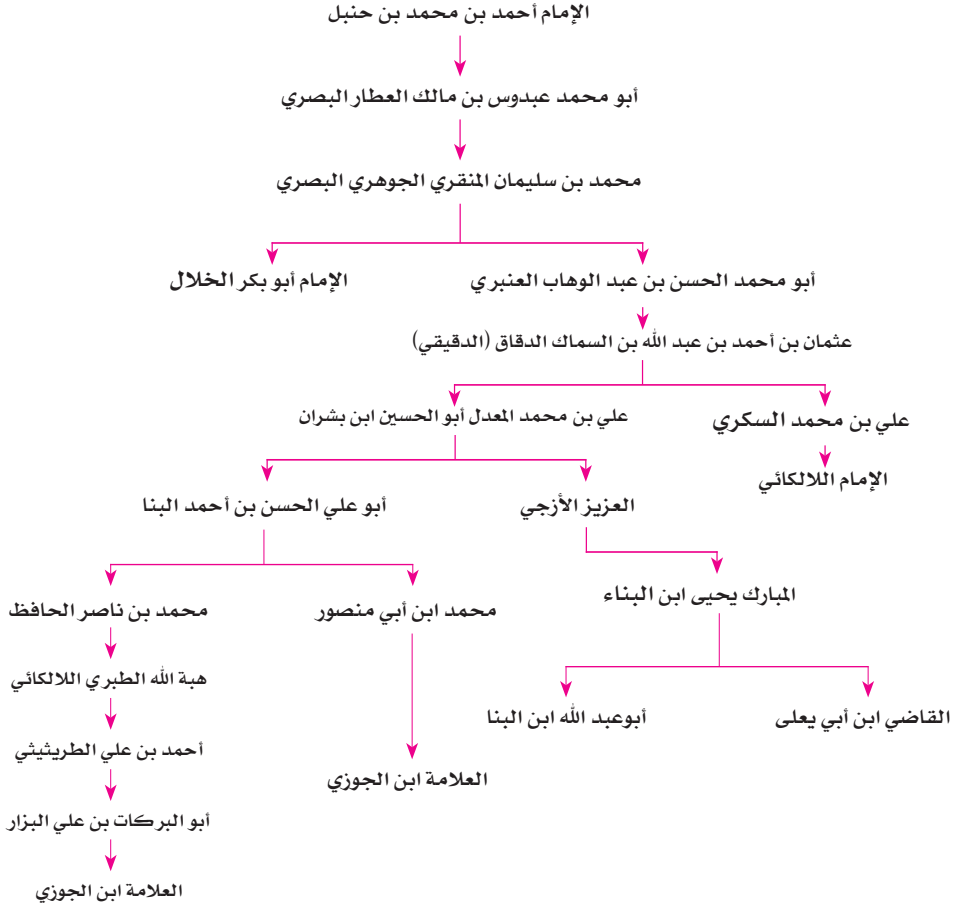 الإمام أحمد بن محمد بن حنبل
أبو محمد عبدوس بن مالك العطار البصري
محمد بن سليمان المنقري الجوهري البصري
أبو محمد الحسن بن عبد الوهاب العنبري
الإمام أبو بكر الخلال
عثمان بن أحمد بن عبد الله بن السماك الدقاق (الدقيقي)
علي بن محمد السكري
علي بن محمد المعدل أبو الحسين ابن بشران
الإمام اللالكائي
العزيز الأزجي
أبو علي الحسن بن أحمد البنا
المبارك يحيى ابن البناء
محمد ابن أبي منصور
محمد بن ناصر الحافظ
هبة الله الطبري اللالكائي
القاضي ابن أبي يعلى
أبوعبد الله ابن البنا
أحمد بن علي الطريثيثي
العلامة ابن الجوزي
أبو البركات بن علي البزار
العلامة ابن الجوزي